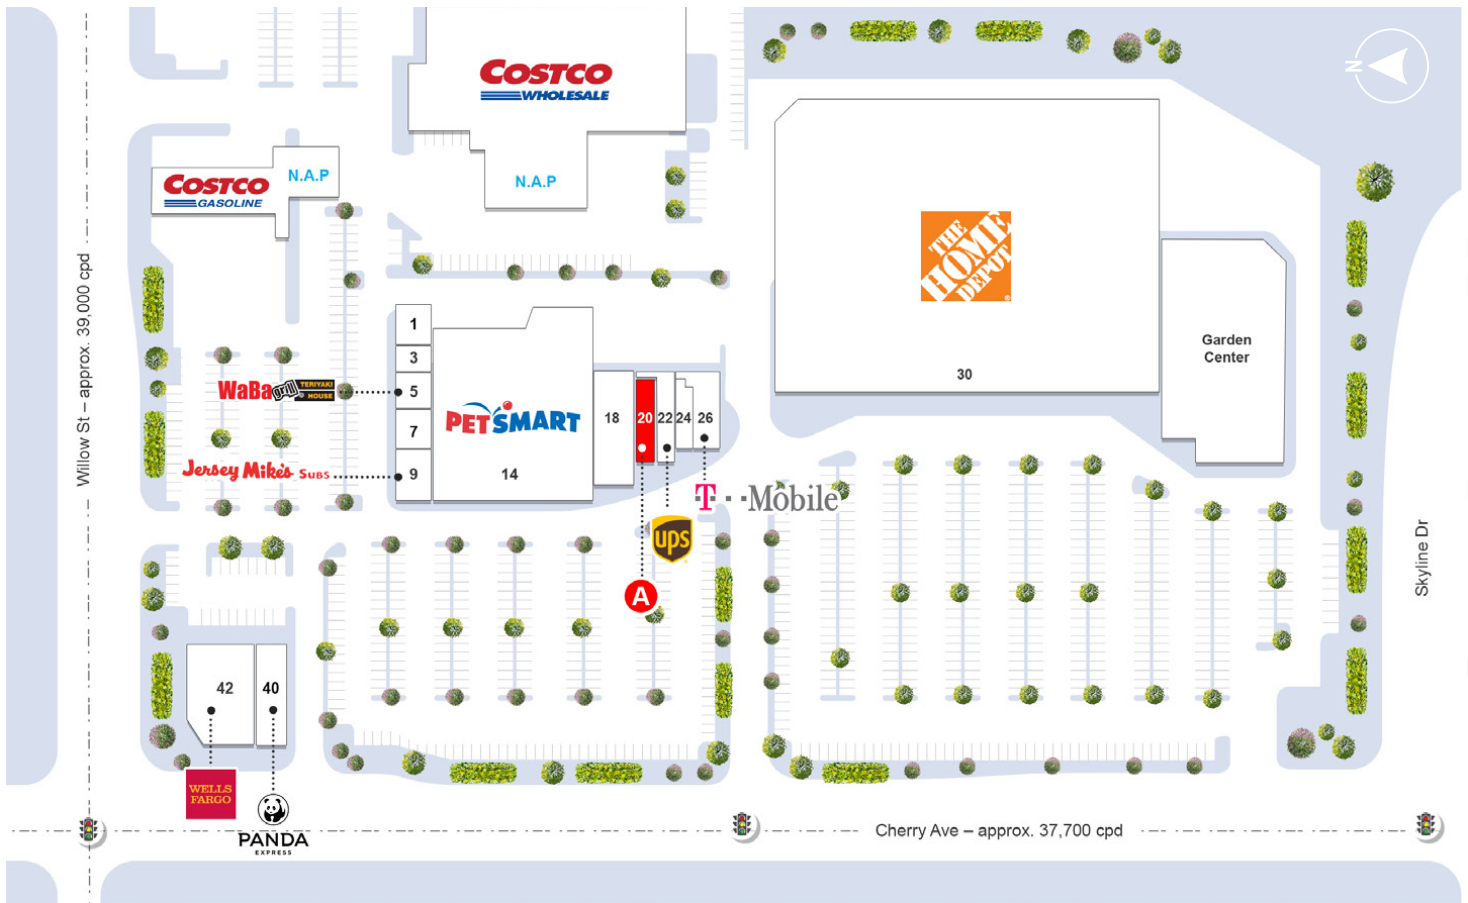 COSTCO
WHOLESALE
N.A.P
COSTCO
GASOLINE
N.A.P
N
THE
HOME
DEPOT
®
30
Garden
Center
Willow St – approx. 39,000 cpd
1
3
5
7
9
WaBa grill TERIYAKI
HOUSE
Jersey Mike's SUBS
PETSMART
14
18
20
22
24
26
T··Mobile
ups
A
Skyline Dr
42
40
WELLS
FARGO
PANDA
EXPRESS
Cherry Ave – approx. 37,700 cpd